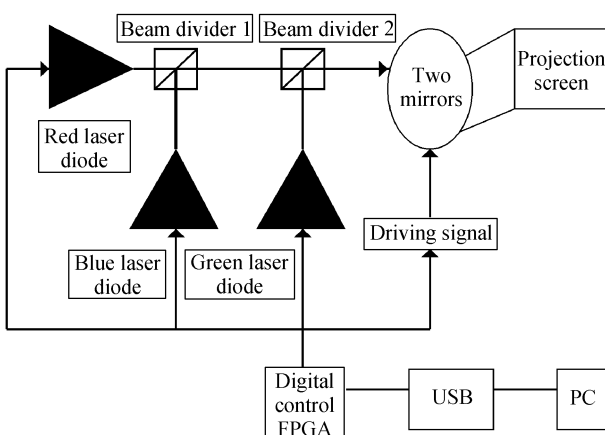 Beam divider 1
Beam divider 2
Two
mirrors
Projection
screen
Red laser
diode
Blue laser
diode
Green laser
diode
Driving signal
Digital
control
FPGA
USB
PC